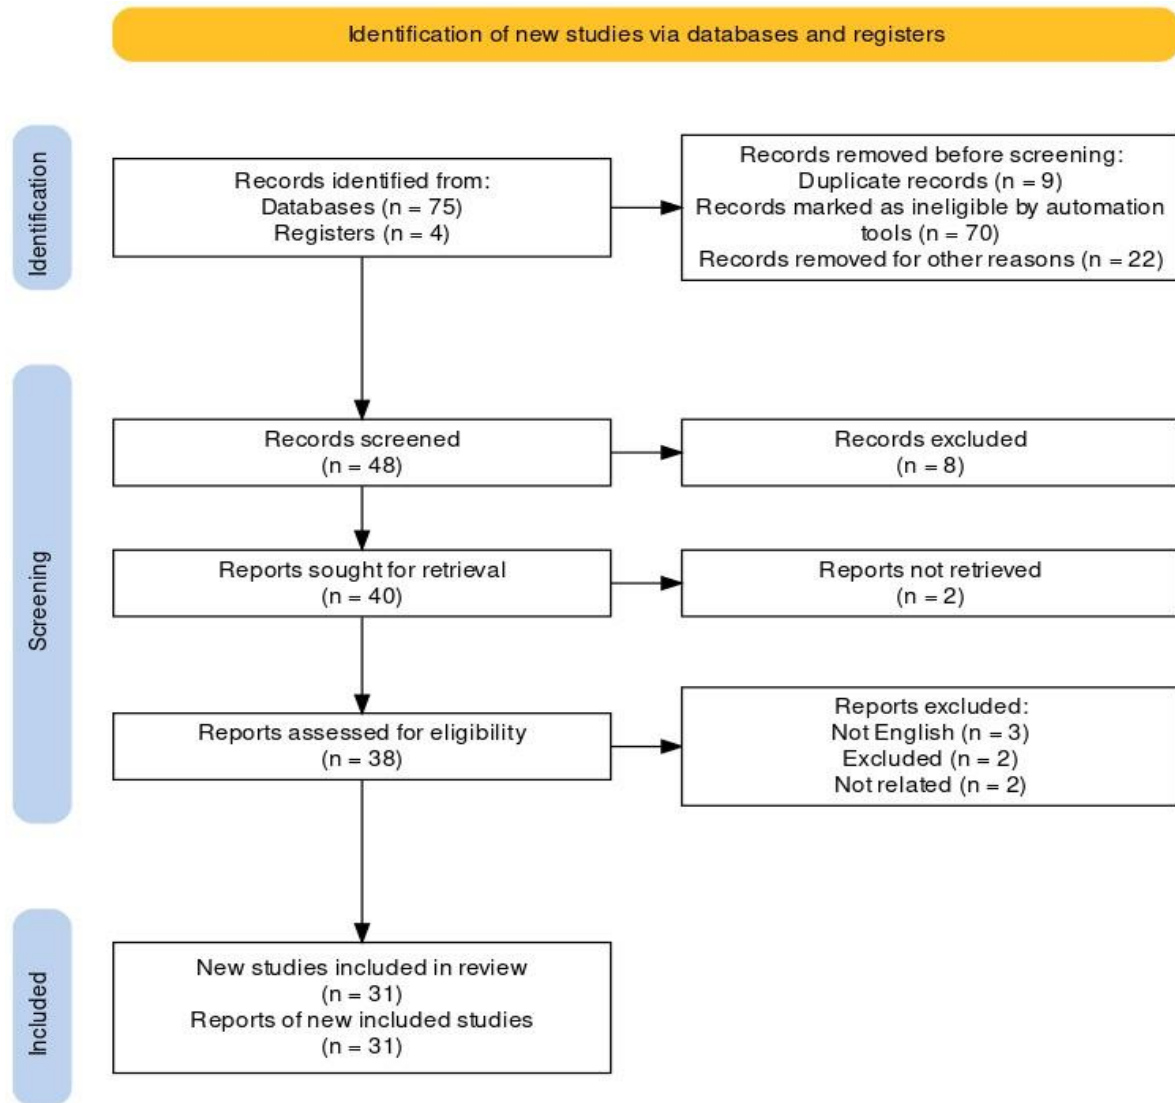 Identification of new studies via databases and registers
Identification
Records identified from:
Databases (n = 75)
Registers (n = 4)
Records removed before screening:
Duplicate records (n = 9)
Records marked as ineligible by automation
tools (n = 70)
Records removed for other reasons (n = 22)
Screening
Records screened
(n = 48)
Records excluded
(n = 8)
Reports sought for retrieval
(n = 40)
Reports not retrieved
(n = 2)
Reports assessed for eligibility
(n = 38)
Reports excluded:
Not English (n = 3)
Excluded (n = 2)
Not related (n = 2)
Included
New studies included in review
(n = 31)
Reports of new included studies
(n = 31)